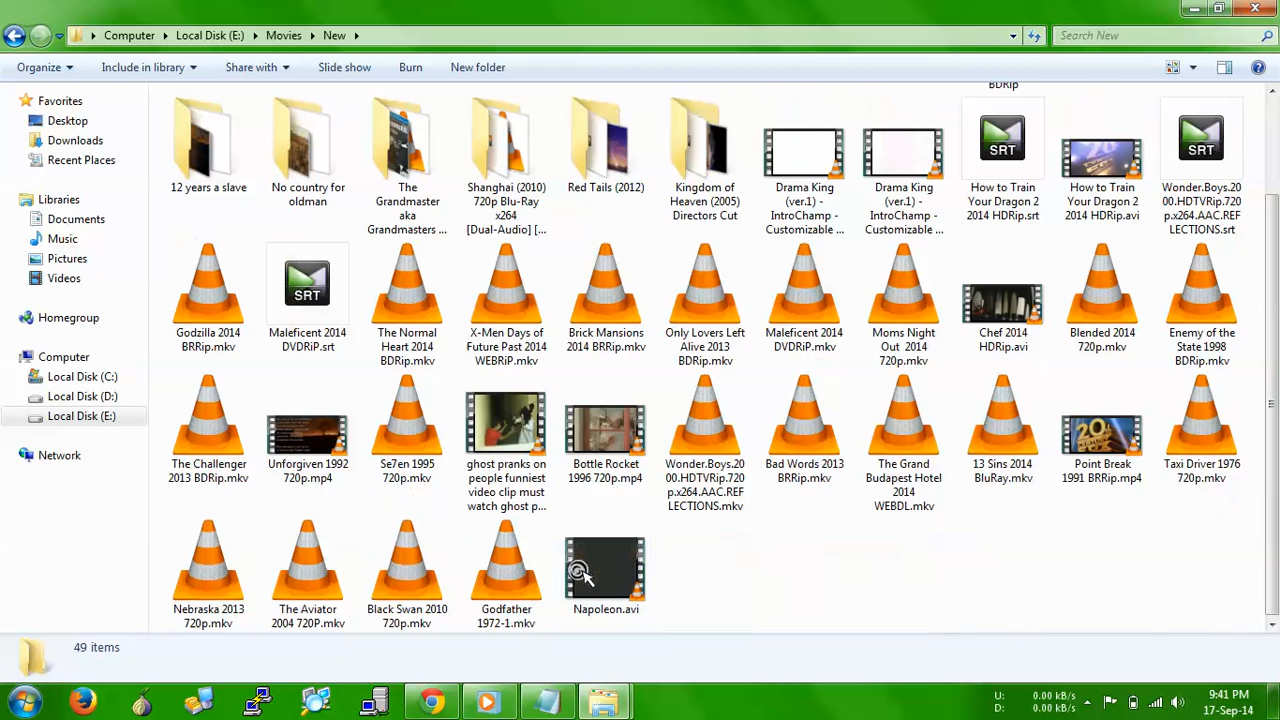 Computer
Local Disk (E:)
Movies
New
Search New
Organize
Include in library
Share with
Slide show
Burn
New folder
Favorites
Desktop
Downloads
Recent Places
Libraries
Documents
Music
Pictures
Videos
Homegroup
Computer
Local Disk (C:)
Local Disk (D:)
Local Disk (E:)
Network
BDRip
12 years a slave
No country for
oldman
The
Grandmaster
aka
Grandmasters ...
Shanghai (2010)
720p Blu-Ray
x264
[Dual-Audio] [...
Red Tails (2012)
Kingdom of
Heaven (2005)
Directors Cut
Drama King
(ver.1) -
IntroChamp -
Customizable ...
Drama King
(ver.1) -
IntroChamp -
Customizable ...
SRT
How to Train
Your Dragon 2
2014 HDRip.srt
How to Train
Your Dragon 2
2014 HDRip.avi
SRT
Wonder.Boys.20
00.HDTVRip.720
p.x264.AAC.REF
LECTIONS.srt
Godzilla 2014
BRRip.mkv
SRT
Maleficent 2014
DVDRiP.srt
The Normal
Heart 2014
BDRip.mkv
X-Men Days of
Future Past 2014
WEBRiP.mkv
Brick Mansions
2014 BRRip.mkv
Only Lovers Left
Alive 2013
BDRip.mkv
Maleficent 2014
DVDRiP.mkv
Moms Night
Out 2014
720p.mkv
Chef 2014
HDRip.avi
Blended 2014
720p.mkv
Enemy of the
State 1998
BDRip.mkv
The Challenger
2013 BDRip.mkv
Unforgiven 1992
720p.mp4
Se7en 1995
720p.mkv
ghost pranks on
people funniest
video clip must
watch ghost p...
Bottle Rocket
1996 720p.mp4
Wonder.Boys.20
00.HDTVRip.720
p.x264.AAC.REF
LECTIONS.mkv
Bad Words 2013
BRRip.mkv
The Grand
Budapest Hotel
2014
WEBDL.mkv
13 Sins 2014
BluRay.mkv
Point Break
1991 BRRip.mp4
Taxi Driver 1976
720p.mkv
Nebraska 2013
720p.mkv
The Aviator
2004 720P.mkv
Black Swan 2010
720p.mkv
Godfather
1972-1.mkv
Napoleon.avi
49 items
U: 0.00 kB/s
D: 0.00 kB/s
9:41 PM
17-Sep-14